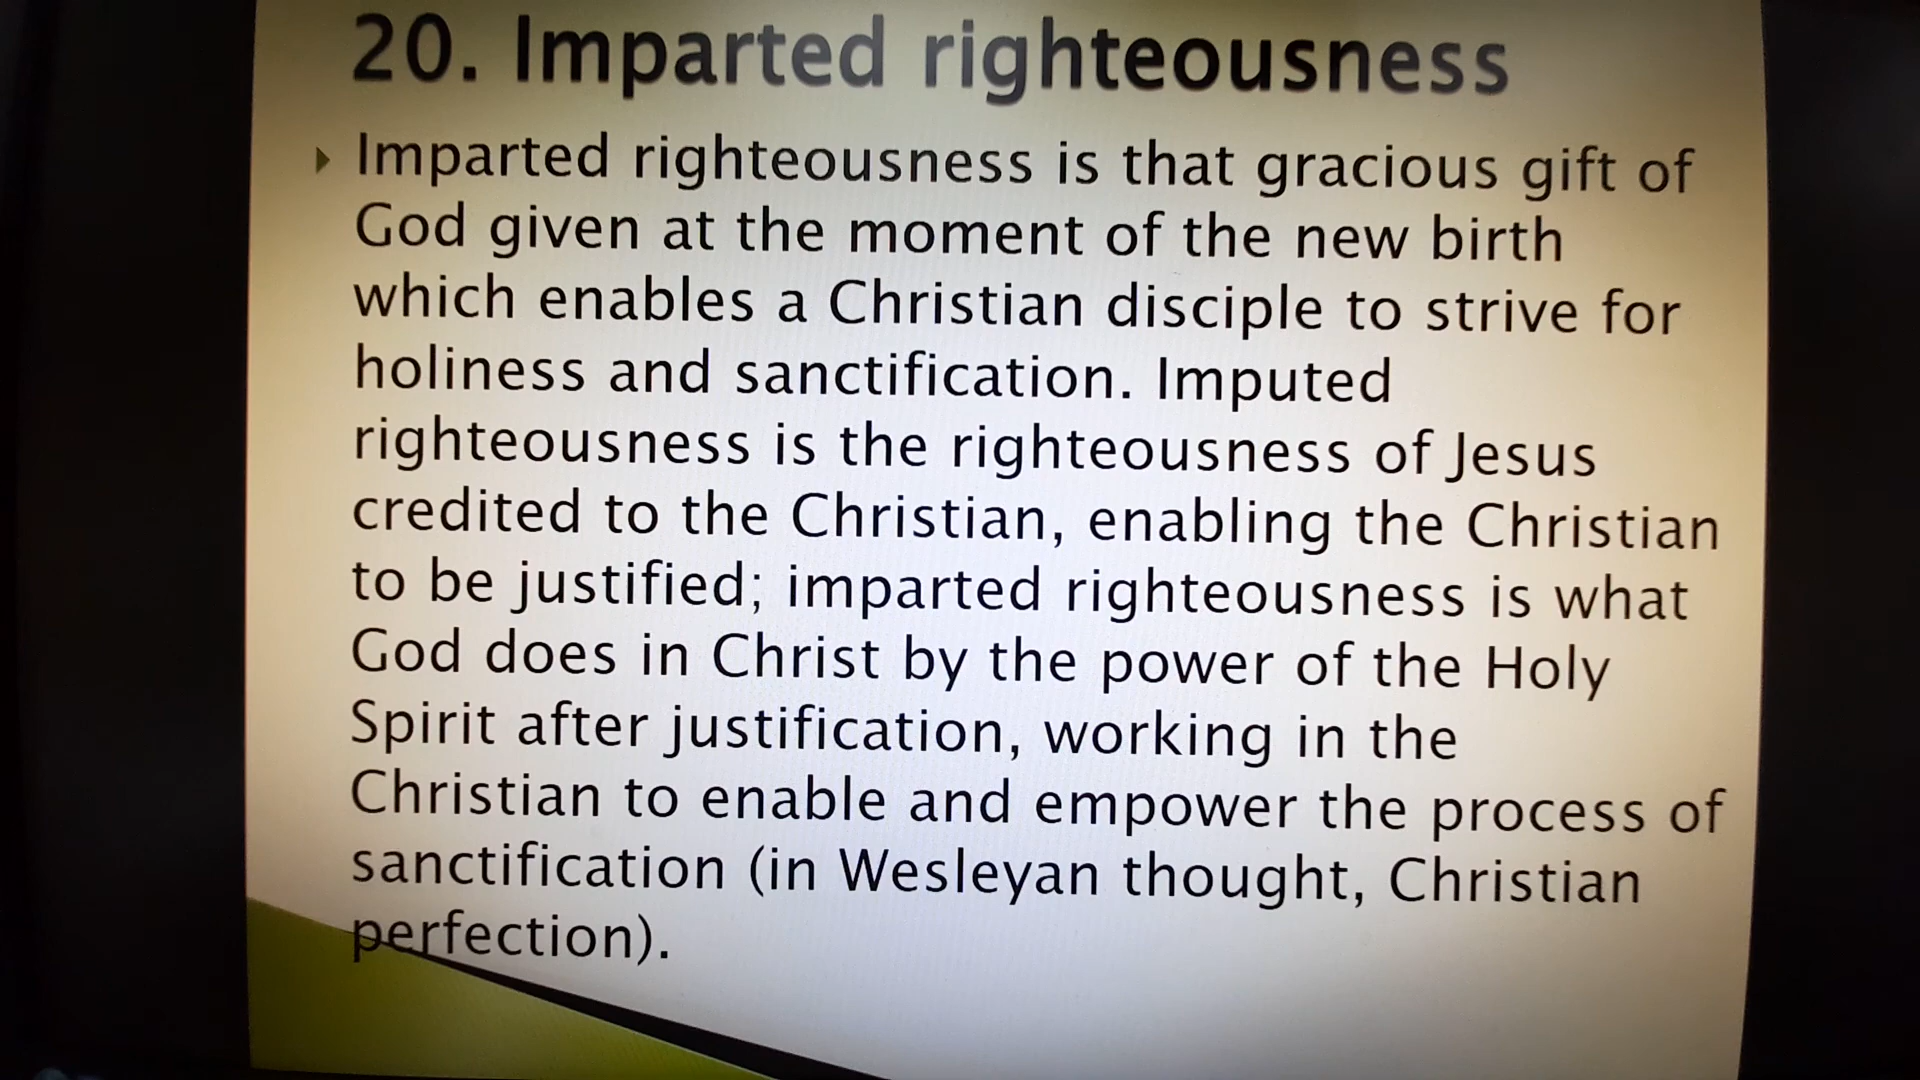 20. Imparted righteousness
Imparted righteousness is that gracious gift of
God given at the moment of the new birth
which enables a Christian disciple to strive for
holiness and sanctification. Imputed
righteousness is the righteousness of Jesus
credited to the Christian, enabling the Christian
to be justified; imparted righteousness is what
God does in Christ by the power of the Holy
Spirit after justification, working in the
Christian to enable and empower the process of
sanctification (in Wesleyan thought, Christian
perfection).